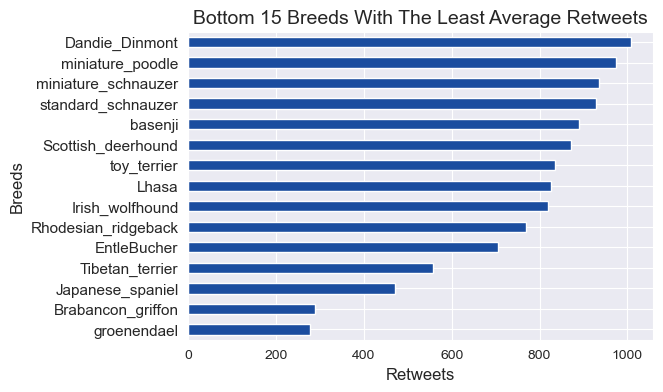 Bottom 15 Breeds With The Least Average Retweets
Dandie_Dinmont
miniature_poodle
miniature_schnauzer
standard_schnauzer
basenji
Scottish_deerhound
toy_terrier
Lhasa
Irish_wolfhound
Rhodesian_ridgeback
EntleBucher
Tibetan_terrier
Japanese_spaniel
Brabancon_griffon
groenendael
Breeds
0 200 400 600 800 1000
Retweets